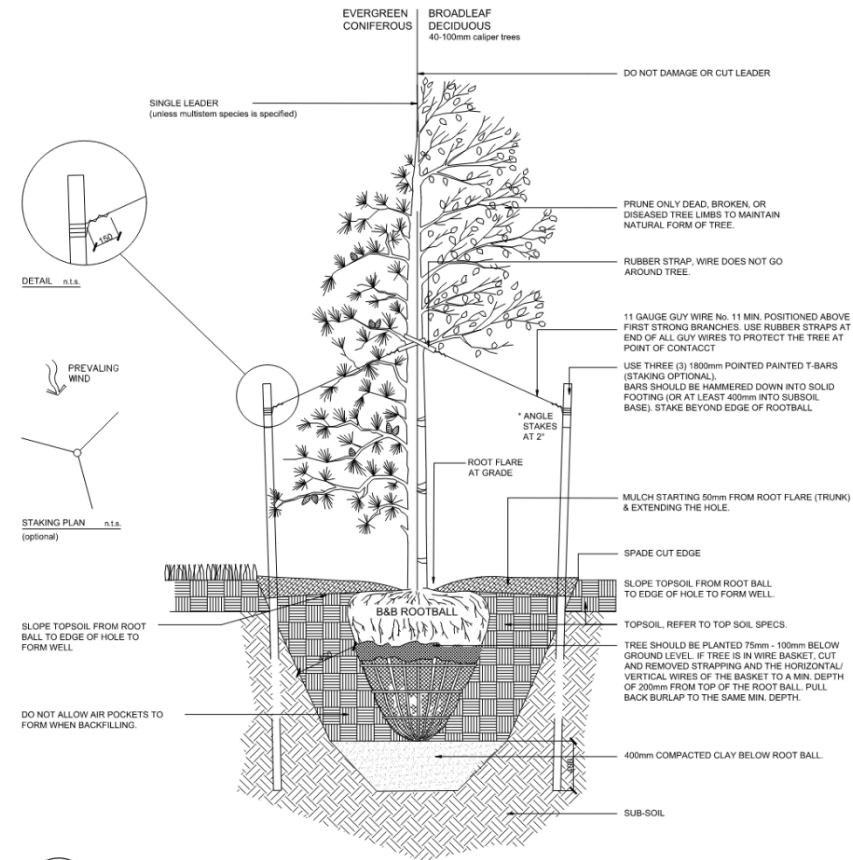 EVERGREEN
CONIFEROUS
BROADLEAF
DECIDUOUS
40-100mm caliper trees
DO NOT DAMAGE OR CUT LEADER
SINGLE LEADER
(unless multistem species is specified)
150
DETAIL n.t.s.
PRUNE ONLY DEAD, BROKEN, OR
DISEASED TREE LIMBS TO MAINTAIN
NATURAL FORM OF TREE.
RUBBER STRAP, WIRE DOES NOT GO
AROUND TREE.
11 GAUGE GUY WIRE No. 11 MIN. POSITIONED ABOVE
FIRST STRONG BRANCHES. USE RUBBER STRAPS AT
END OF ALL GUY WIRES TO PROTECT THE TREE AT
POINT OF CONTACCT
PREVALING
WIND
USE THREE (3) 1800mm POINTED PAINTED T-BARS
(STAKING OPTIONAL).
BARS SHOULD BE HAMMERED DOWN INTO SOLID
FOOTING (OR AT LEAST 400mm INTO SUBSOIL
BASE). STAKE BEYOND EDGE OF ROOTBALL
* ANGLE
STAKES
AT 2°
ROOT FLARE
AT GRADE
MULCH STARTING 50mm FROM ROOT FLARE (TRUNK)
& EXTENDING THE HOLE.
STAKING PLAN n.t.s.
(optional)
SPADE CUT EDGE
SLOPE TOPSOIL FROM ROOT BALL
TO EDGE OF HOLE TO FORM WELL.
B&B ROOTBALL
SLOPE TOPSOIL FROM ROOT
BALL TO EDGE OF HOLE TO
FORM WELL
TOPSOIL, REFER TO TOP SOIL SPECS.
TREE SHOULD BE PLANTED 75mm - 100mm BELOW
GROUND LEVEL. IF TREE IS IN WIRE BASKET, CUT
AND REMOVED STRAPPING AND THE HORIZONTAL/
VERTICAL WIRES OF THE BASKET TO A MIN. DEPTH
OF 200mm FROM TOP OF THE ROOT BALL. PULL
BACK BURLAP TO THE SAME MIN. DEPTH.
DO NOT ALLOW AIR POCKETS TO
FORM WHEN BACKFILLING.
400mm COMPACTED CLAY BELOW ROOT BALL.
SUB-SOIL